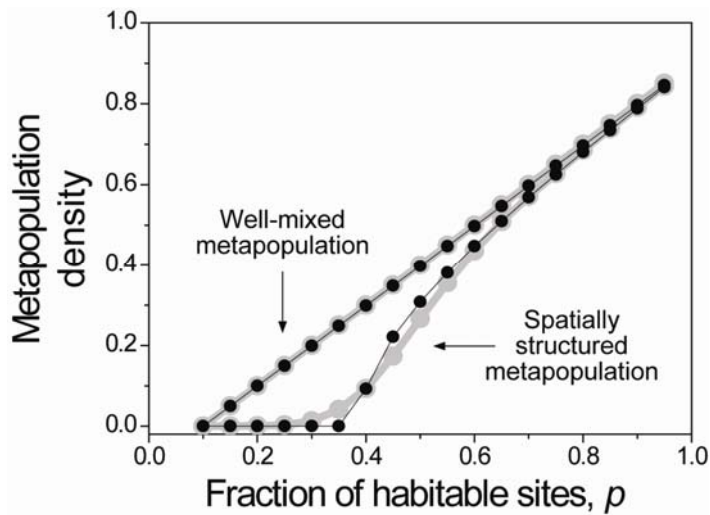 Metapopulation
density
1.0
0.8
0.6
0.4
0.2
0.0
Well-mixed
metapopulation
Spatially
structured
metapopulation
0.0 0.2 0.4 0.6 0.8 1.0
Fraction of habitable sites, p